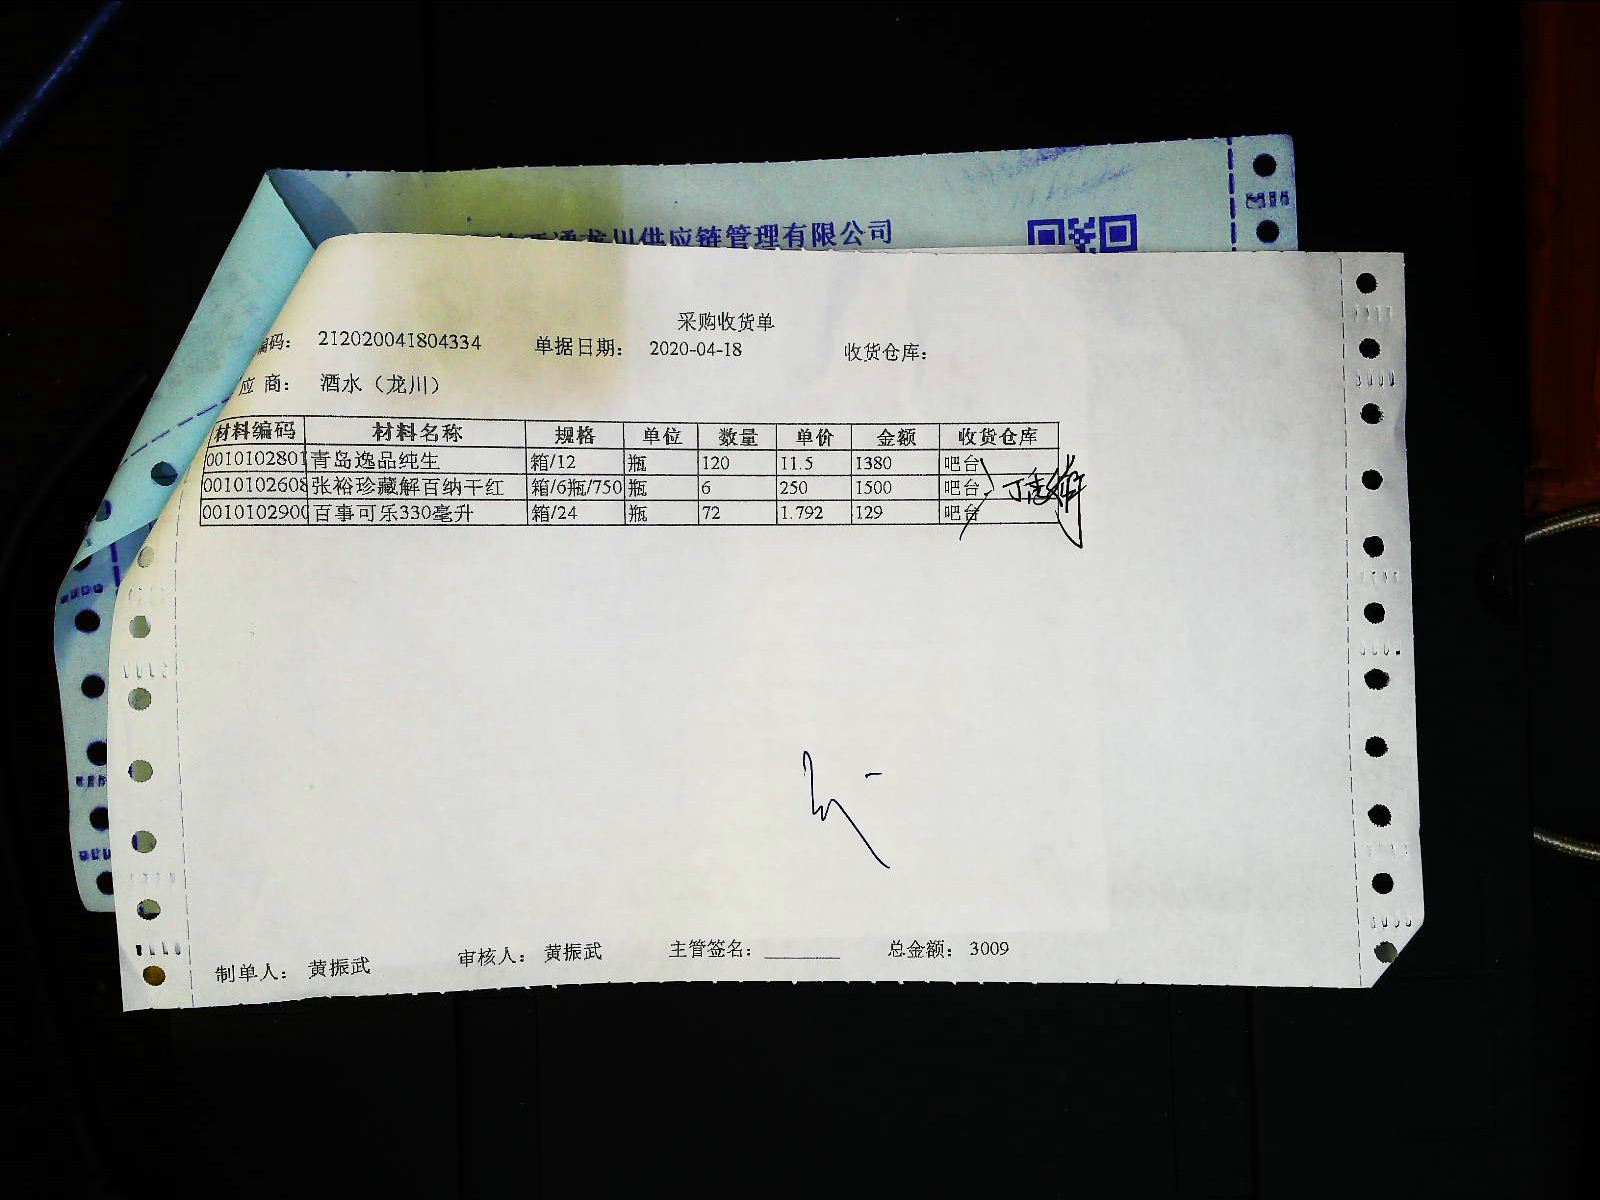 通龙川供应链管理有限公司
采购收货单
编码: 212020041804334 单据日期: 2020-04-18 收货仓库:
应 商: 酒水（龙川）
材料编码 材料名称 规格 单位 数量 单价 金额 收货仓库
0010102801 青岛逸品纯生 箱/12 瓶 120 11.5 1380 吧台
0010102608 张裕珍藏解百纳干红 箱/6瓶/750 瓶 6 250 1500 吧台
0010102900 百事可乐330毫升 箱/24 瓶 72 1.792 129 吧台
制单人: 黄振武 审核人: 黄振武 主管签名: 总金额: 3009